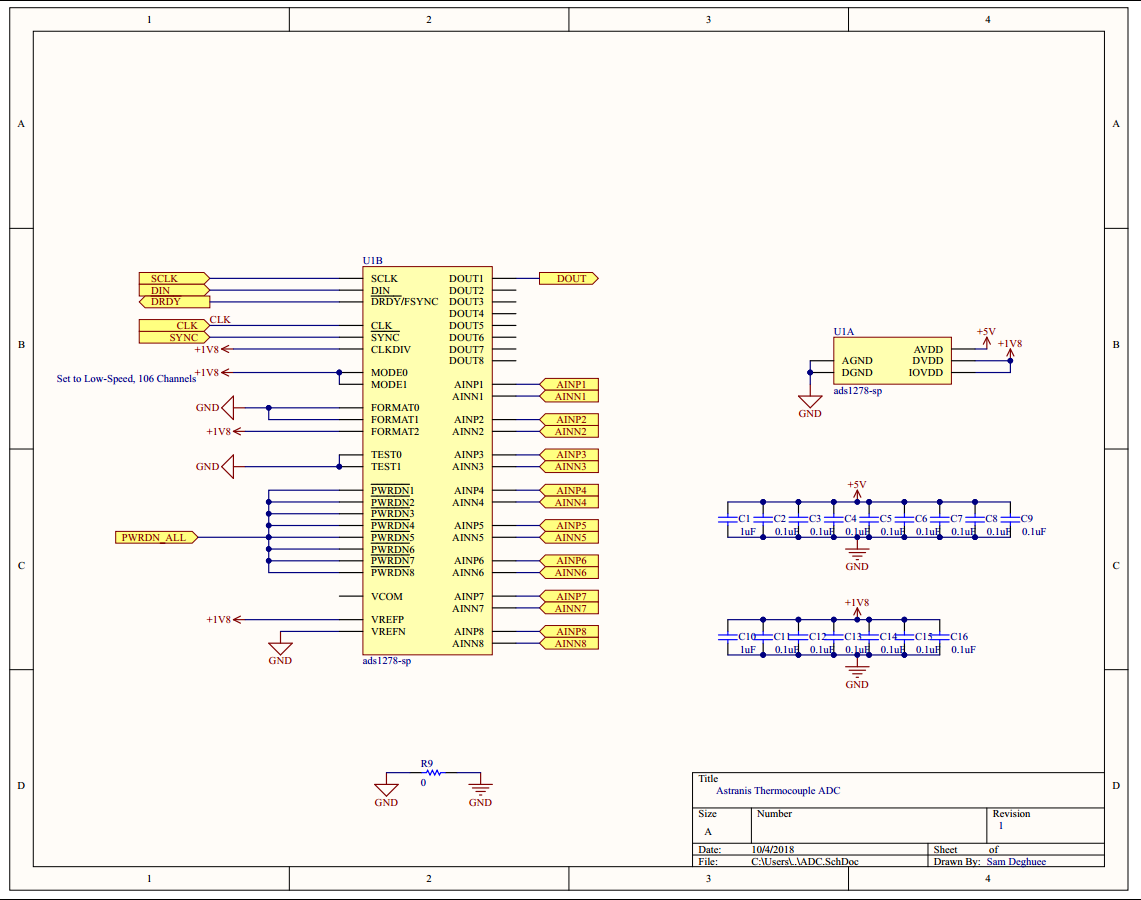 1 2 3 4
A A
B B
C C
D D
U1B
SCLK SCLK DOUT1 DOUT
DIN DIN DOUT2
DRDY DRDY/FSYNC DOUT3
DOUT4
CLK CLK CLK DOUT5
SYNC SYNC DOUT6
+1V8 CLKDIV DOUT7
DOUT8
Set to Low-Speed, 106 Channels +1V8 MODE0
MODE1 AINP1 AINP1
AINN1 AINN1
GND FORMAT0
FORMAT1 AINP2 AINP2
+1V8 FORMAT2 AINN2 AINN2
TEST0 AINP3 AINP3
GND TEST1 AINN3 AINN3
PWRDN1 AINP4 AINP4
PWRDN2 AINN4 AINN4
PWRDN3
PWRDN4 AINP5 AINP5
PWRDN_ALL PWRDN5 AINN5 AINN5
PWRDN6
PWRDN7 AINP6 AINP6
PWRDN8 AINN6 AINN6
VCOM AINP7 AINP7
AINN7 AINN7
+1V8 VREFP
VREFN AINP8 AINP8
AINN8 AINN8
GND
ads1278-sp
U1A
+5V
+1V8
AVDD
AGND DVDD
DGND IOVDD
ads1278-sp
GND
+5V
C1 C2 C3 C4 C5 C6 C7 C8 C9
1uF 0.1uF 0.1uF 0.1uF 0.1uF 0.1uF 0.1uF 0.1uF 0.1uF
GND
+1V8
C10 C11 C12 C13 C14 C15 C16
1uF 0.1uF 0.1uF 0.1uF 0.1uF 0.1uF 0.1uF
GND
R9
0
GND GND
Title
Astranis Thermocouple ADC
Size Number Revision
A 1
Date: 10/4/2018 Sheet of
File: C:\Users\..\ADC.SchDoc Drawn By: Sam Deghuee
1 2 3 4